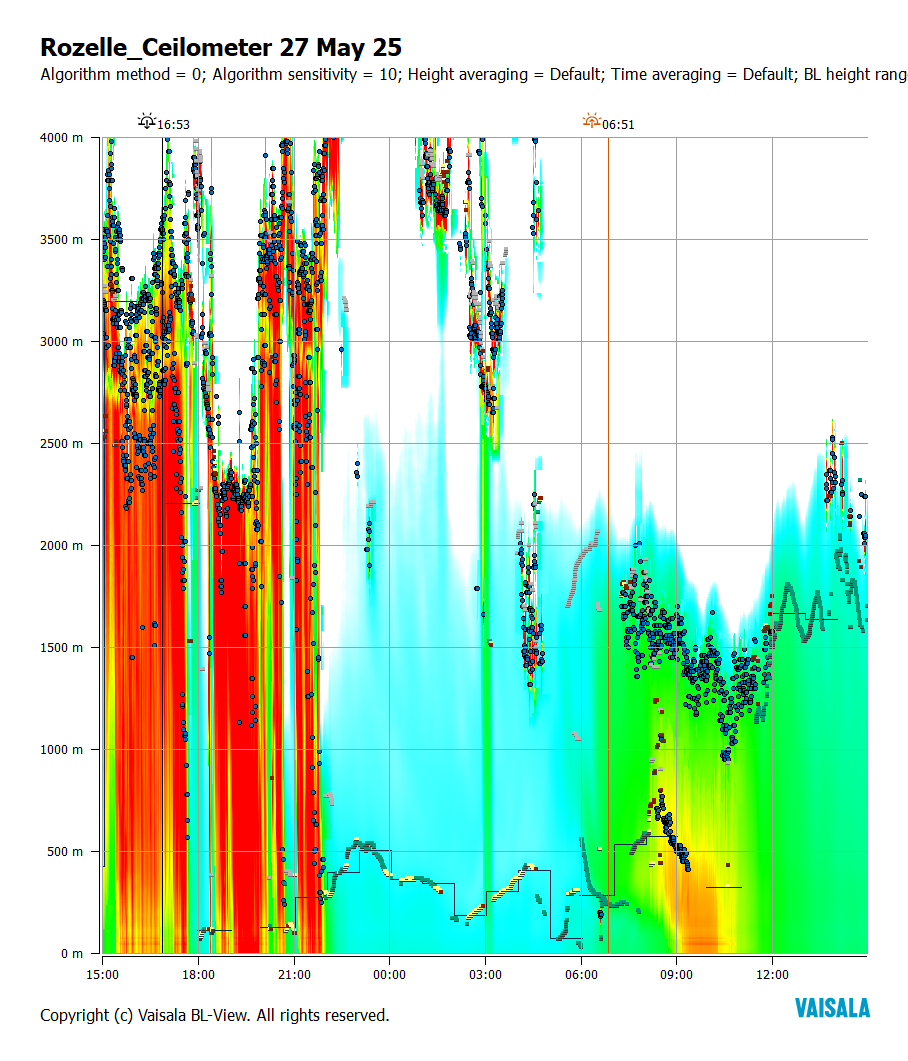 Rozelle_Ceilometer 27 May 25
Algorithm method = 0; Algorithm sensitivity = 10; Height averaging = Default; Time averaging = Default; BL height rang
16:53 06:51
4000 m
3500 m
3000 m
2500 m
2000 m
1500 m
1000 m
500 m
0 m
15:00 18:00 21:00 00:00 03:00 06:00 09:00 12:00
VAISALA
Copyright (c) Vaisala BL-View. All rights reserved.